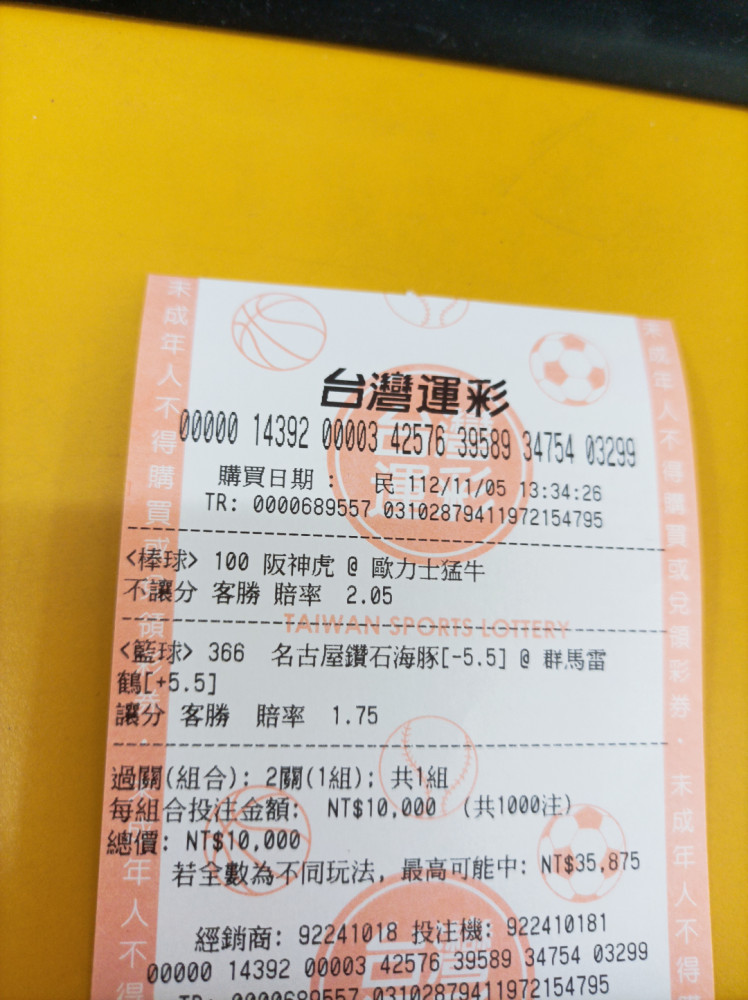 台灣運彩
00000 14392 00003 42576 39589 34754 03299
購買日期 : 民 112/11/05 13:34:26
TR: 0000689557 03102879411972154795
<棒球> 100 阪神虎 @ 歐力士猛牛
不讓分 客勝 賠率 2.05
TAIWAN SPORTS LOTTERY
<籃球> 366 名古屋鑽石海豚[-5.5] @ 群馬雷
鶴[+5.5]
讓分 客勝 賠率 1.75
過關(組合): 2關(1組); 共1組
每組合投注金額: NT$10,000 (共1000注)
總價: NT$10,000
若全數為不同玩法, 最高可能中: NT$35,875
經銷商: 92241018 投注機: 922410181
00000 14392 00003 42576 39589 34754 03299
TR: 0000689557 03102879411972154795
未成年人不得購買或兌領彩券.
未成年人不得
未成年人不得購買或兌領彩券.
未成年人不得